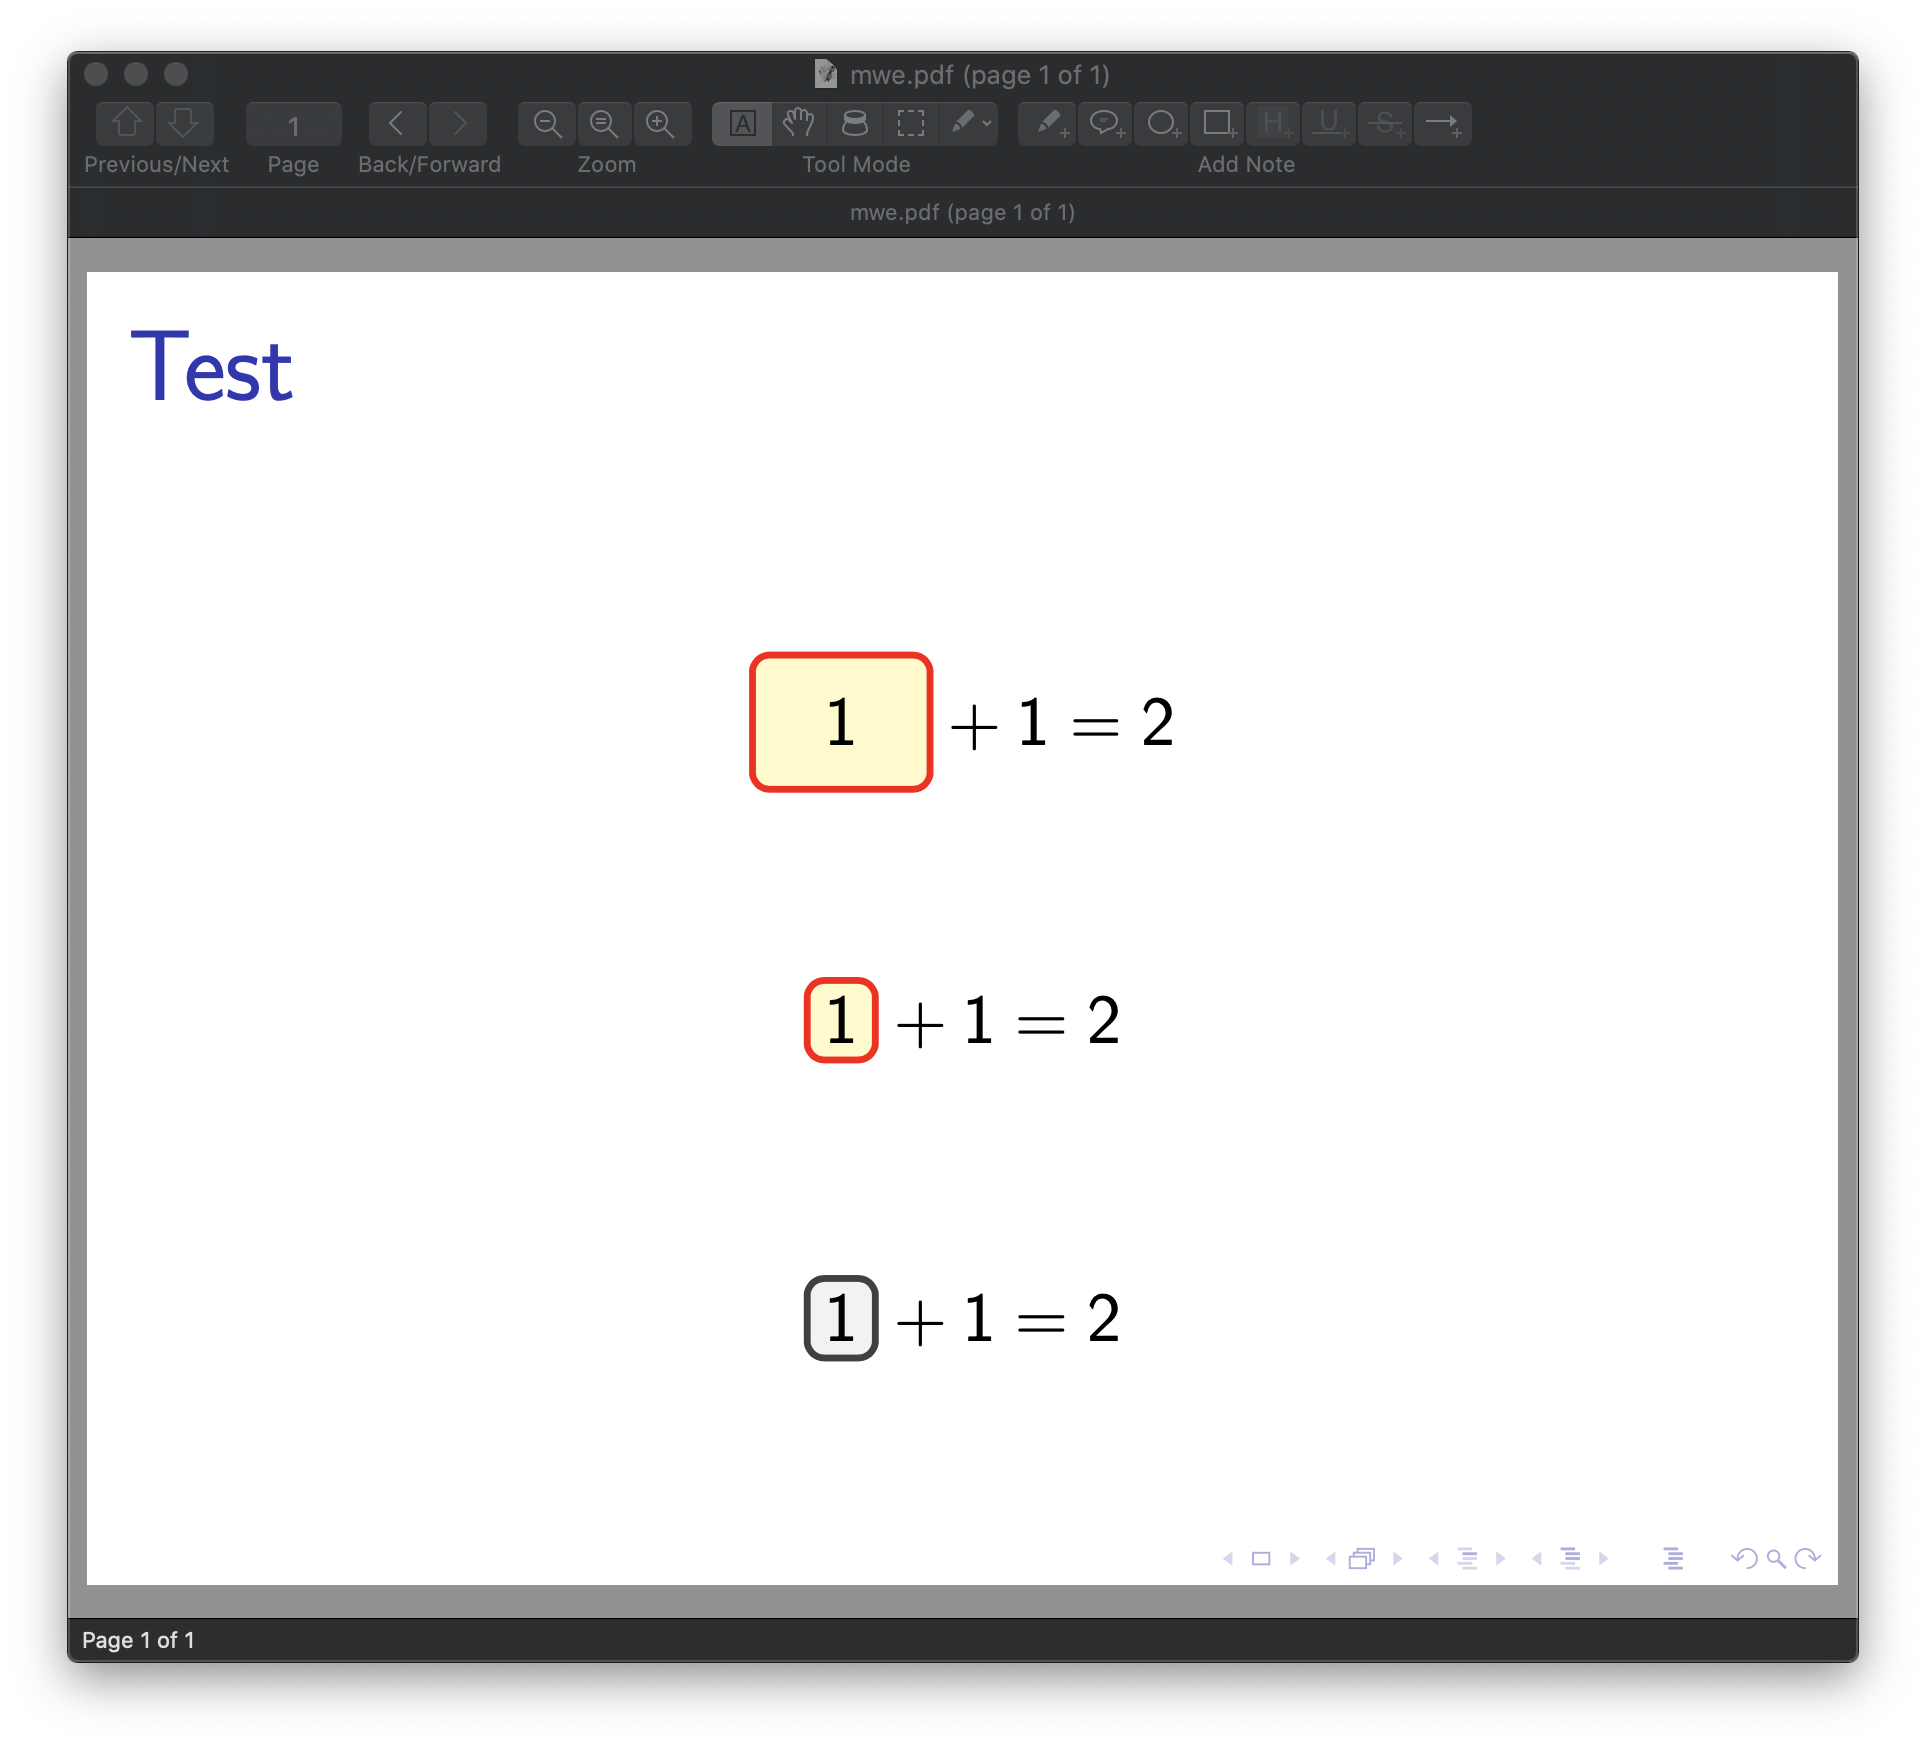 mwe.pdf (page 1 of 1)
1 A H U S
Previous/Next Page Back/Forward Zoom Tool Mode Add Note
mwe.pdf (page 1 of 1)
Test
1 + 1 = 2
1 + 1 = 2
1 + 1 = 2
Page 1 of 1